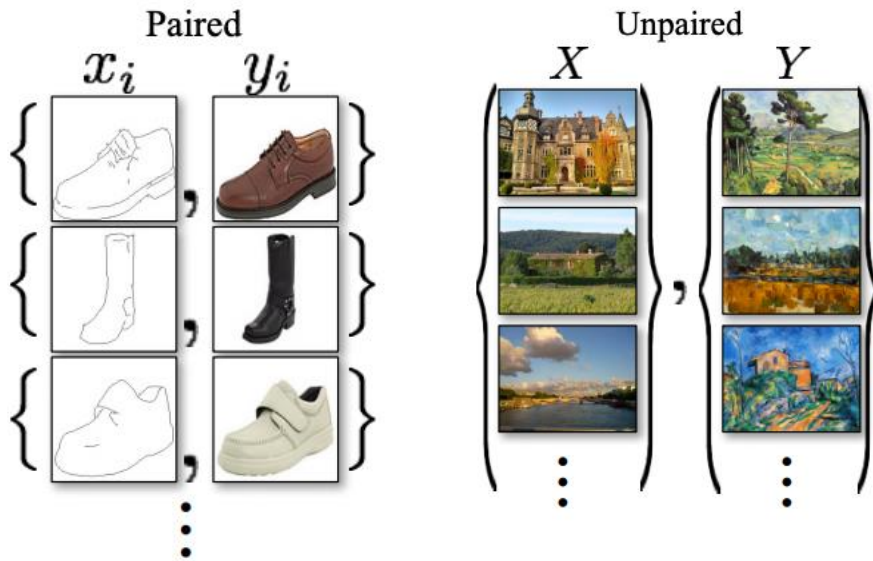 Paired
x_i y_i
Unpaired
X Y
{ , }
{ , }
{ , }
{ } , { }